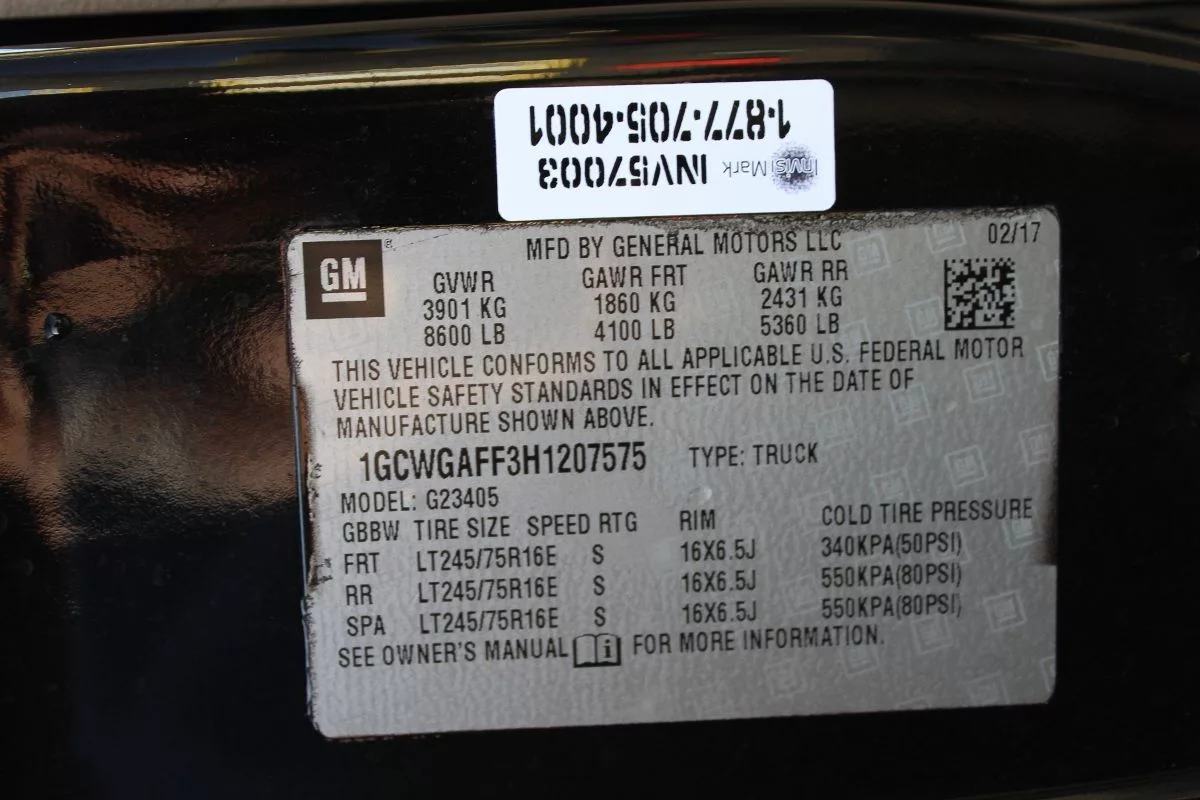 1-877-705-4001
INV57003 InvisiMark
GM
MFD BY GENERAL MOTORS LLC 02/17
GVWR GAWR FRT GAWR RR
3901 KG 1860 KG 2431 KG
8600 LB 4100 LB 5360 LB
THIS VEHICLE CONFORMS TO ALL APPLICABLE U.S. FEDERAL MOTOR
VEHICLE SAFETY STANDARDS IN EFFECT ON THE DATE OF
MANUFACTURE SHOWN ABOVE.
1GCWGAFF3H1207575 TYPE: TRUCK
MODEL: G23405
GBBW TIRE SIZE SPEED RTG RIM COLD TIRE PRESSURE
FRT LT245/75R16E S 16X6.5J 340KPA(50PSI)
RR LT245/75R16E S 16X6.5J 550KPA(80PSI)
SPA LT245/75R16E S 16X6.5J 550KPA(80PSI)
SEE OWNER'S MANUAL i FOR MORE INFORMATION.